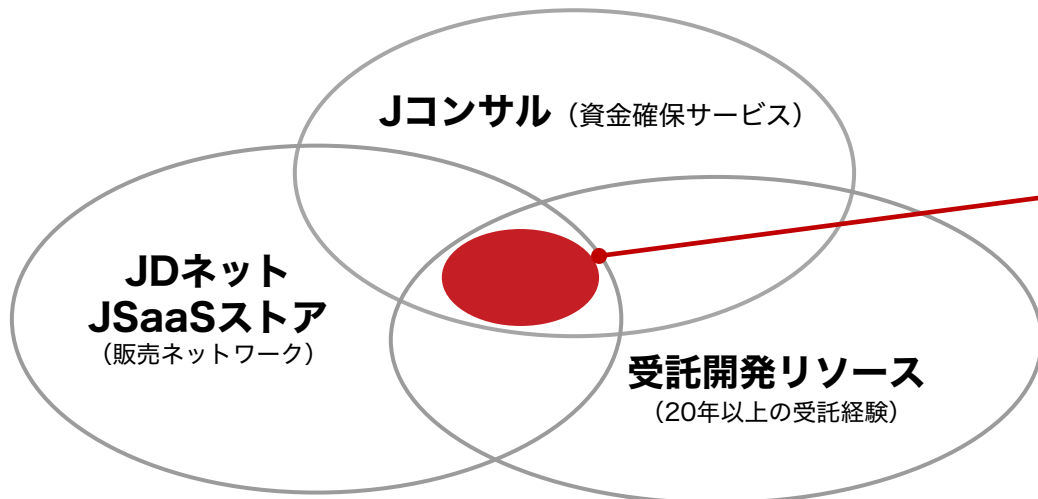 Jコンサル（資金確保サービス）
JDネット
JSaaSストア
（販売ネットワーク）
受託開発リソース
（20年以上の受託経験）